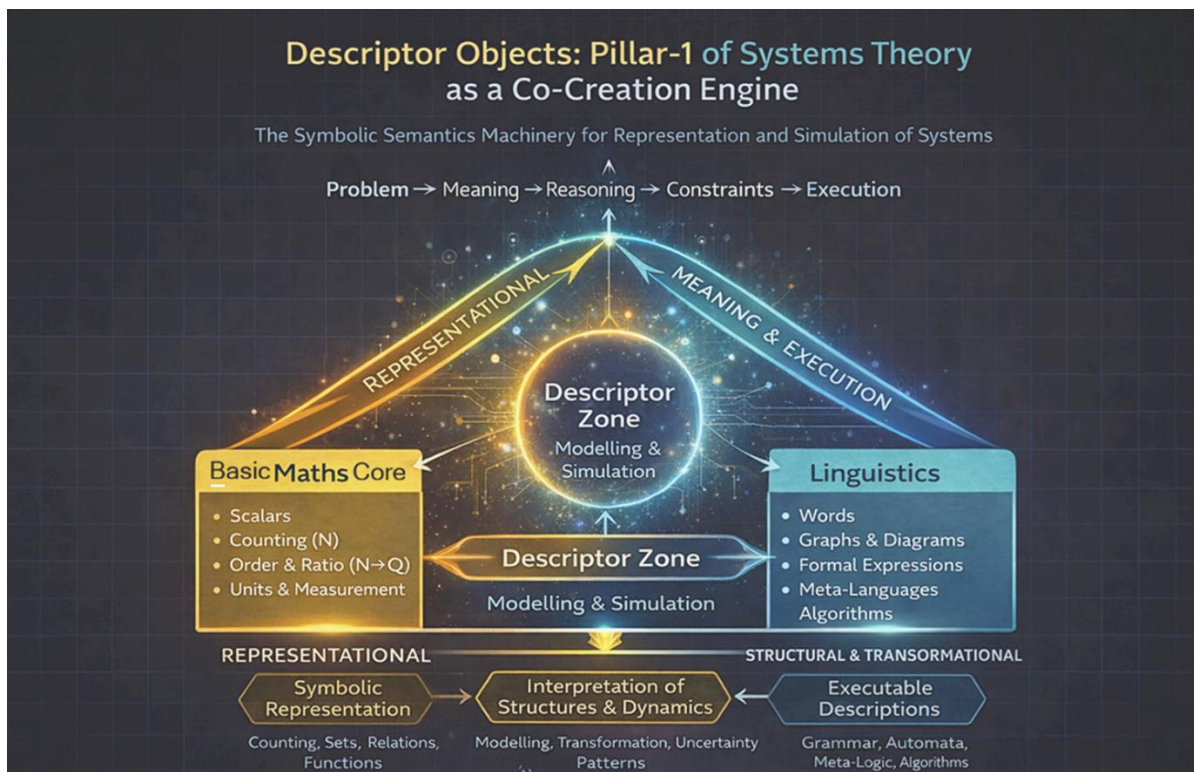 Descriptor Objects: Pillar-1 of Systems Theory
as a Co-Creation Engine
The Symbolic Semantics Machinery for Representation and Simulation of Systems
Problem → Meaning → Reasoning → Constraints → Execution
REPRESENTATIONAL
MEANING & EXECUTION
Descriptor
Zone
Modelling &
Simulation
Basic Maths Core
• Scalars
• Counting (N)
• Order & Ratio (N→Q)
• Units & Measurement
Descriptor Zone
Modelling & Simulation
Linguistics
• Words
• Graphs & Diagrams
• Formal Expressions
• Meta-Languages
Algorithms
REPRESENTATIONAL
STRUCTURAL & TRANSORMATIONAL
Symbolic
Representation
Counting, Sets, Relations,
Functions
Interpretation of
Structures & Dynamics
Modelling, Transformation, Uncertainty
Patterns
Executable
Descriptions
Grammar, Automata,
Meta-Logic, Algorithms